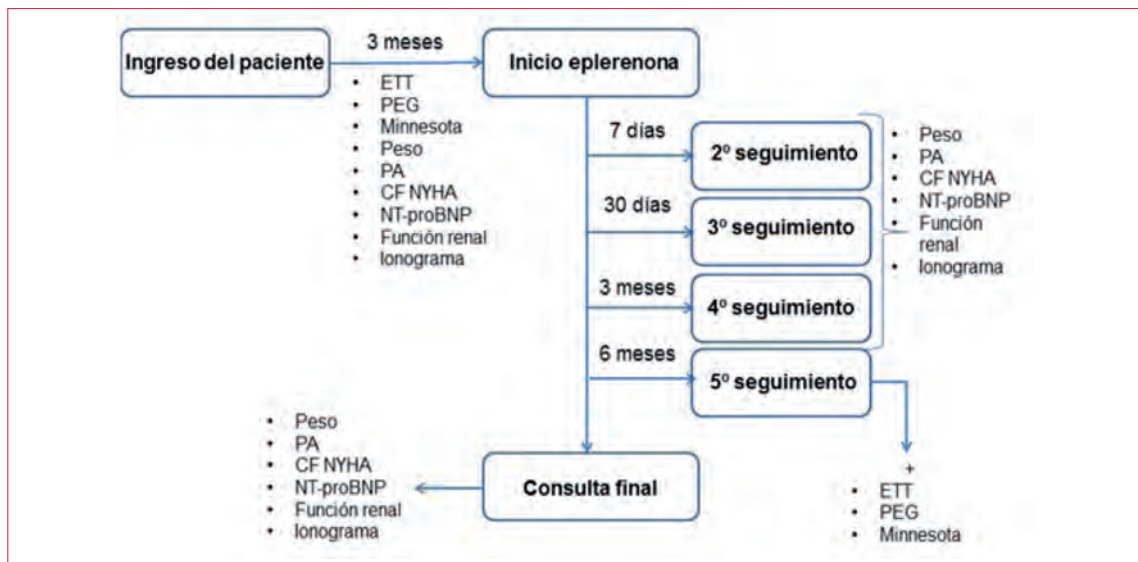 Ingreso del paciente
3 meses
Inicio eplerenona
• ETT
• PEG
• Minnesota
• Peso
• PA
• CF NYHA
• NT-proBNP
• Función renal
• Ionograma
7 días
2º seguimiento
30 días
3º seguimiento
3 meses
4º seguimiento
6 meses
5º seguimiento
• Peso
• PA
• CF NYHA
• NT-proBNP
• Función
renal
• Ionograma
+
• ETT
• PEG
• Minnesota
Consulta final
• Peso
• PA
• CF NYHA
• NT-proBNP
• Función renal
• Ionograma